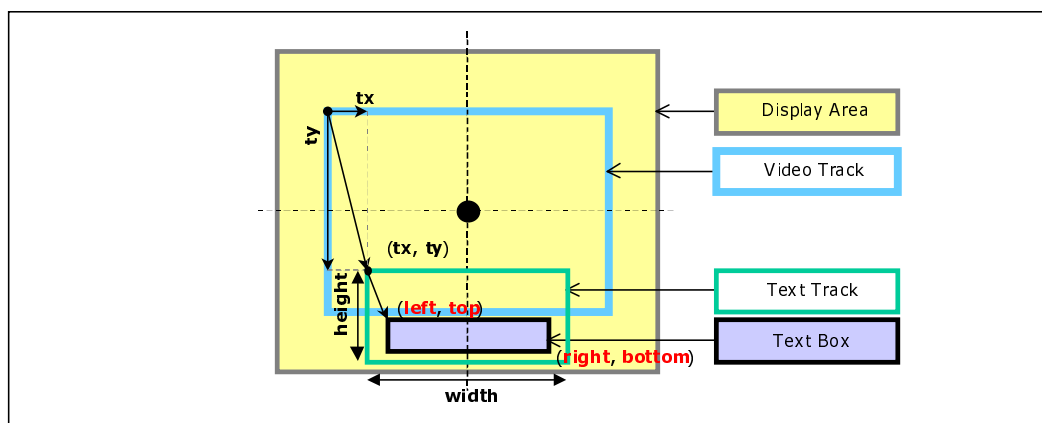 tx
Display Area
ty
Video Track
(tx, ty)
Text Track
height
(left, top)
Text Box
(right, bottom)
width